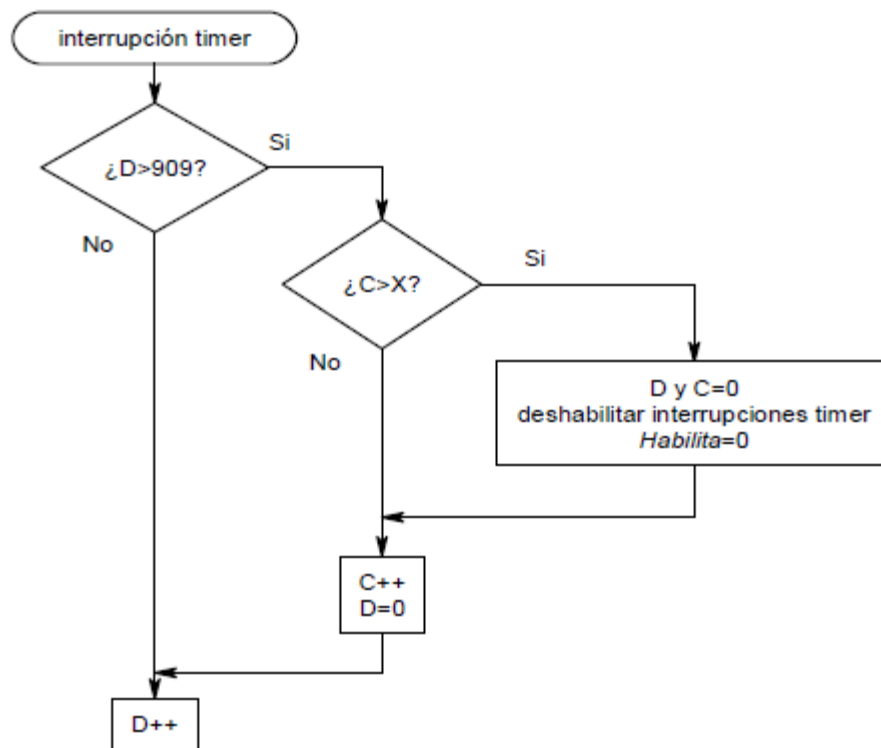 interrupción timer
¿D>909?
Si
No
¿C>X?
Si
No
D y C=0
deshabilitar interrupciones timer
Habilita=0
C++
D=0
D++